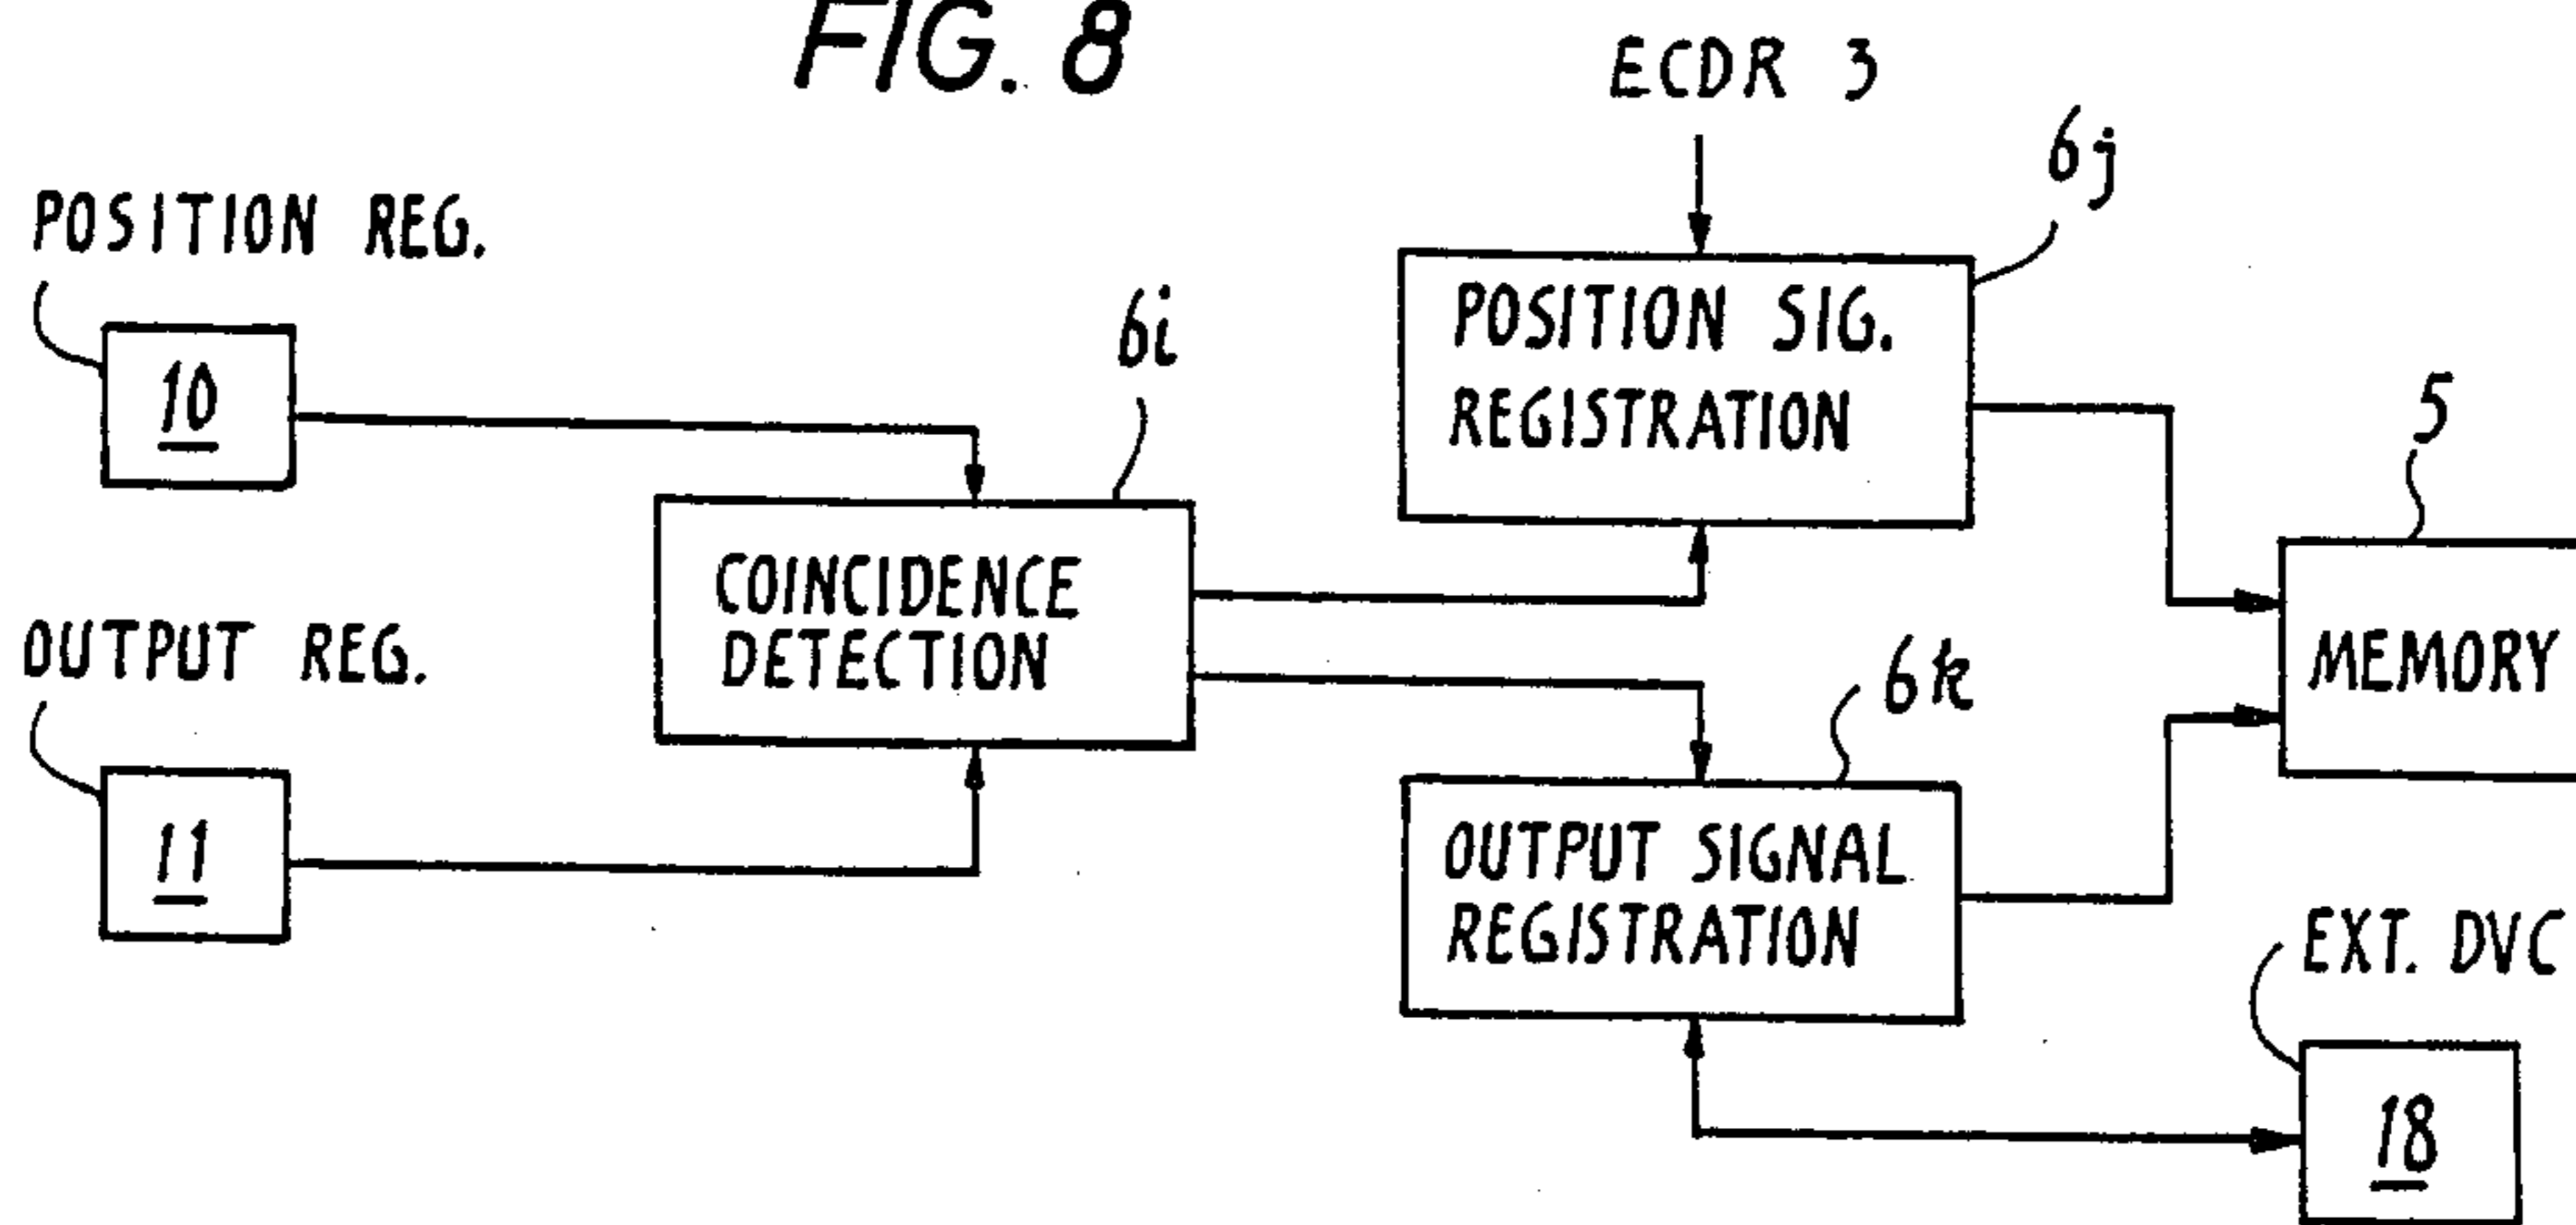 FIG. 8
ECDR 3
6j
POSITION REG.
10
6i
POSITION SIG.
REGISTRATION
5
COINCIDENCE
DETECTION
MEMORY
OUTPUT REG.
11
6k
OUTPUT SIGNAL
REGISTRATION
EXT. DVC
18